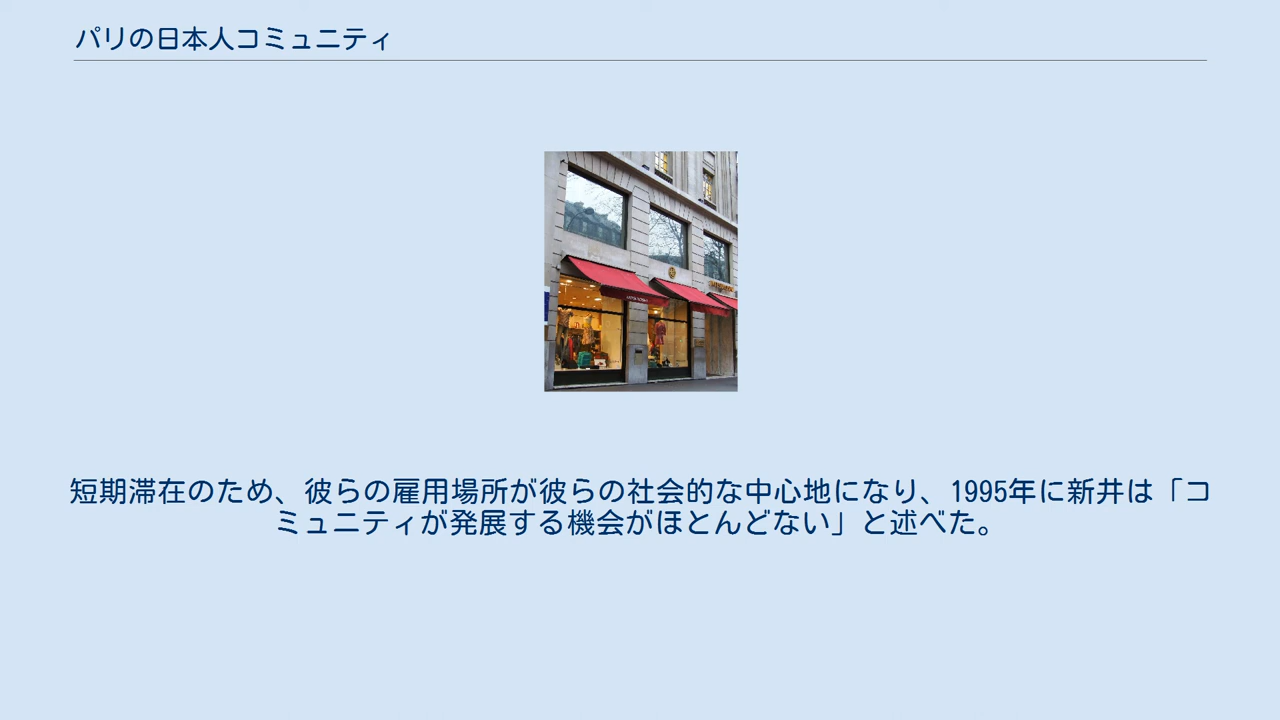 パリの日本人コミュニティ
短期滞在のため、彼らの雇用場所が彼らの社会的な中心地になり、1995年に新井は「コ
ミュニティが発展する機会がほとんどない」と述べた。